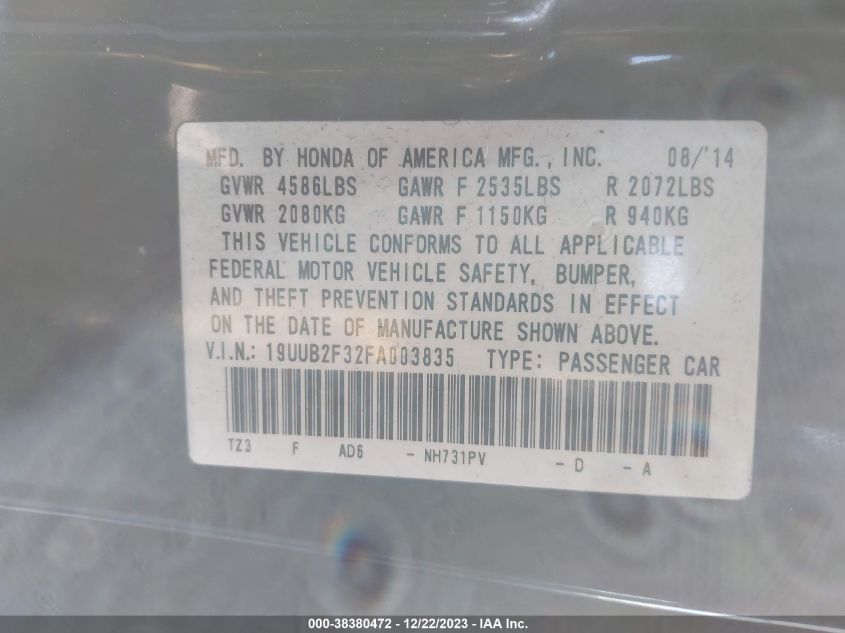 MFD. BY HONDA OF AMERICA MFG., INC. 08/'14
GVWR 4586LBS GAWR F 2535LBS R 2072LBS
GVWR 2080KG GAWR F 1150KG R 940KG
THIS VEHICLE CONFORMS TO ALL APPLICABLE
FEDERAL MOTOR VEHICLE SAFETY, BUMPER,
AND THEFT PREVENTION STANDARDS IN EFFECT
ON THE DATE OF MANUFACTURE SHOWN ABOVE.
V.I.N.: 19UUB2F32FA003835 TYPE: PASSENGER CAR
TZ3 F AD6 - NH731PV - D - A
000-38380472 - 12/22/2023 - IAA Inc.